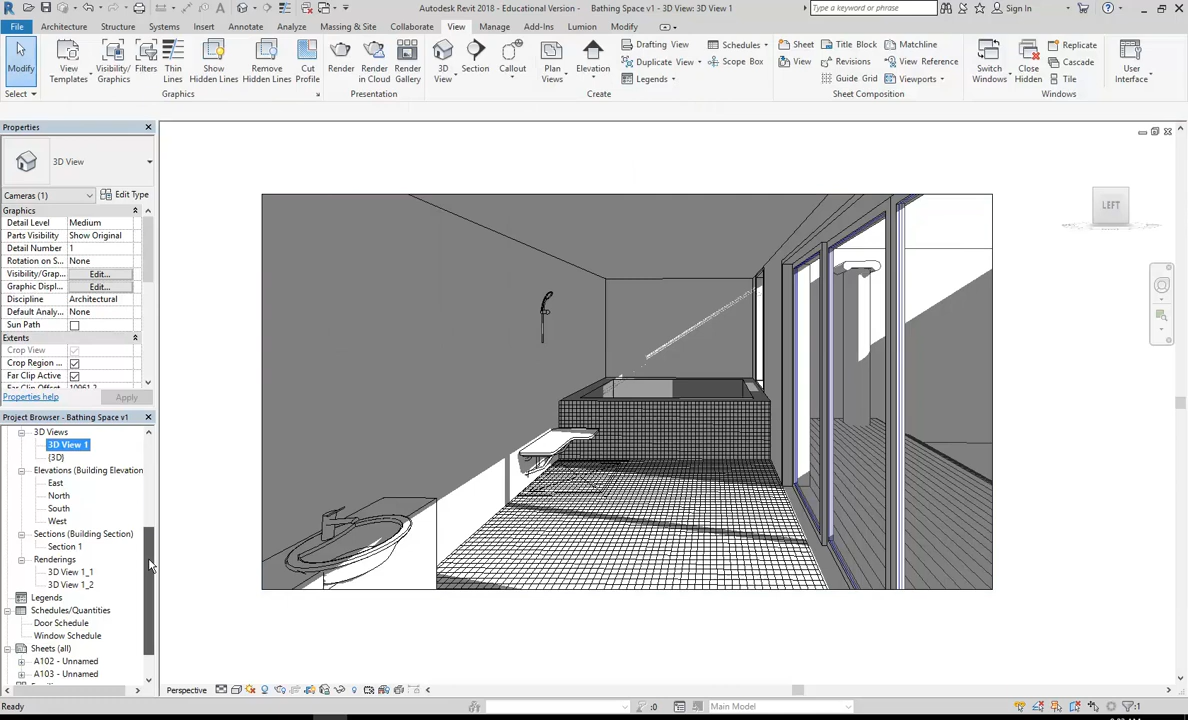 Autodesk Revit 2018 - Educational Version - Bathing Space v1 - 3D View: 3D View 1
Type a keyword or phrase
Sign In
File
Architecture
Structure
Systems
Insert
Annotate
Analyze
Massing & Site
Collaborate
View
Manage
Add-Ins
Lumion
Modify
Modify
View Templates
Visibility/ Graphics
Filters
Thin Lines
Show Hidden Lines
Remove Hidden Lines
Cut Profile
Render
Render in Cloud
Render Gallery
3D View
Section
Callout
Plan Views
Elevation
Drafting View
Duplicate View
Legends
Schedules
Scope Box
Sheet
View
Title Block
Revisions
Guide Grid
Matchline
View Reference
Viewports
Switch Windows
Close Hidden
Replicate
Cascade
Tile
User Interface
Select
Graphics
Presentation
Create
Sheet Composition
Windows
Properties
3D View
Cameras (1)
Edit Type
Graphics
Detail Level Medium
Parts Visibility Show Original
Detail Number 1
Rotation on S... None
Visibility/Grap... Edit...
Graphic Displ... Edit...
Discipline Architectural
Default Analy... None
Sun Path
Extents
Crop View
Crop Region ...
Far Clip Active
Far Clip Offset 10961.2
Properties help
Apply
Project Browser - Bathing Space v1
3D Views
3D View 1
{3D}
Elevations (Building Elevation
East
North
South
West
Sections (Building Section)
Section 1
Renderings
3D View 1_1
3D View 1_2
Legends
Schedules/Quantities
Door Schedule
Window Schedule
Sheets (all)
A102 - Unnamed
A103 - Unnamed
LEFT
Perspective
Ready
:0
Main Model
:1